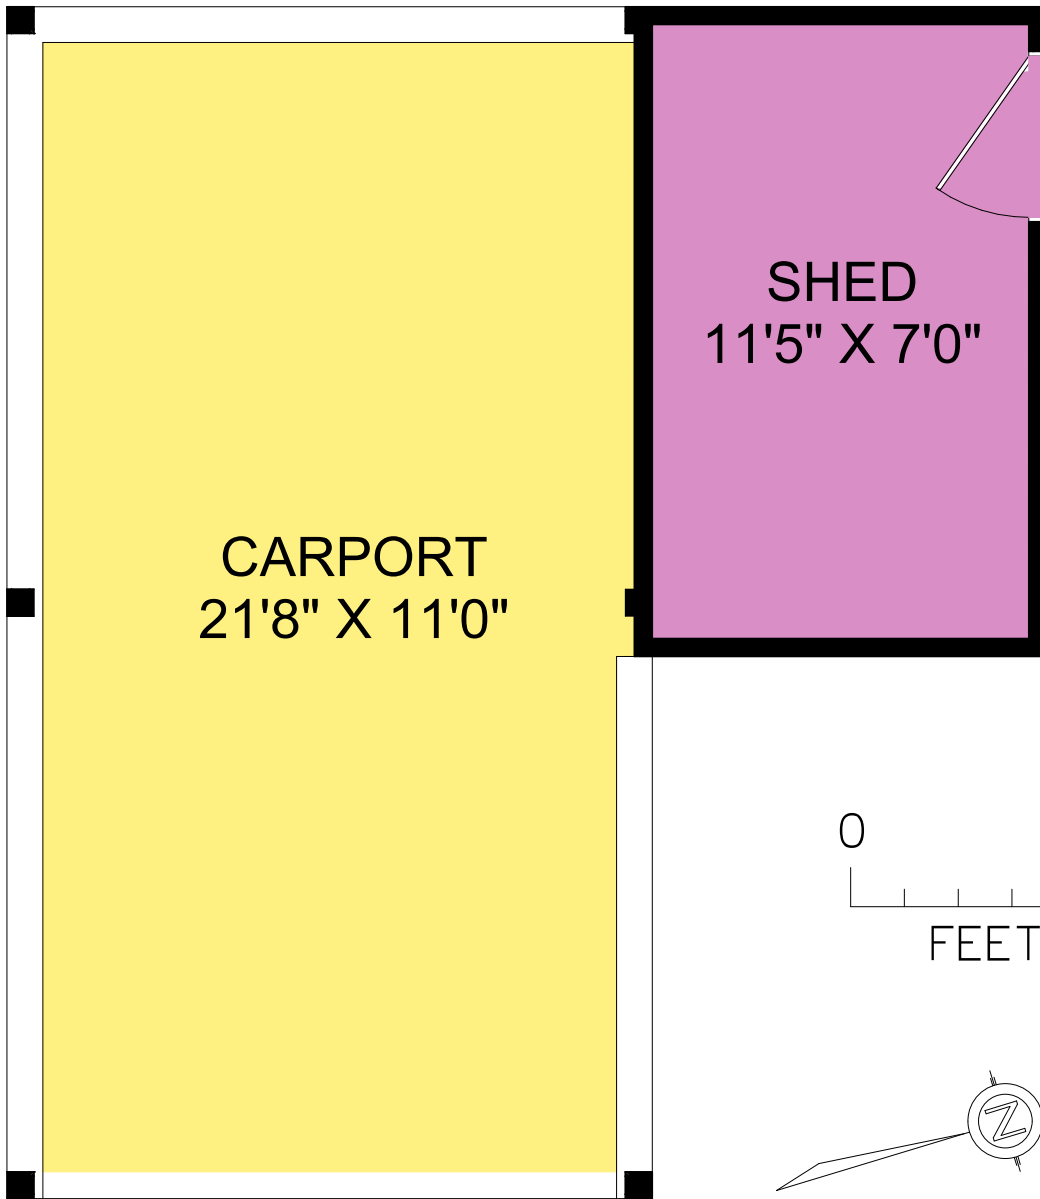 SHED
11'5" X 7'0"
CARPORT
21'8" X 11'0"
0
FEET
N